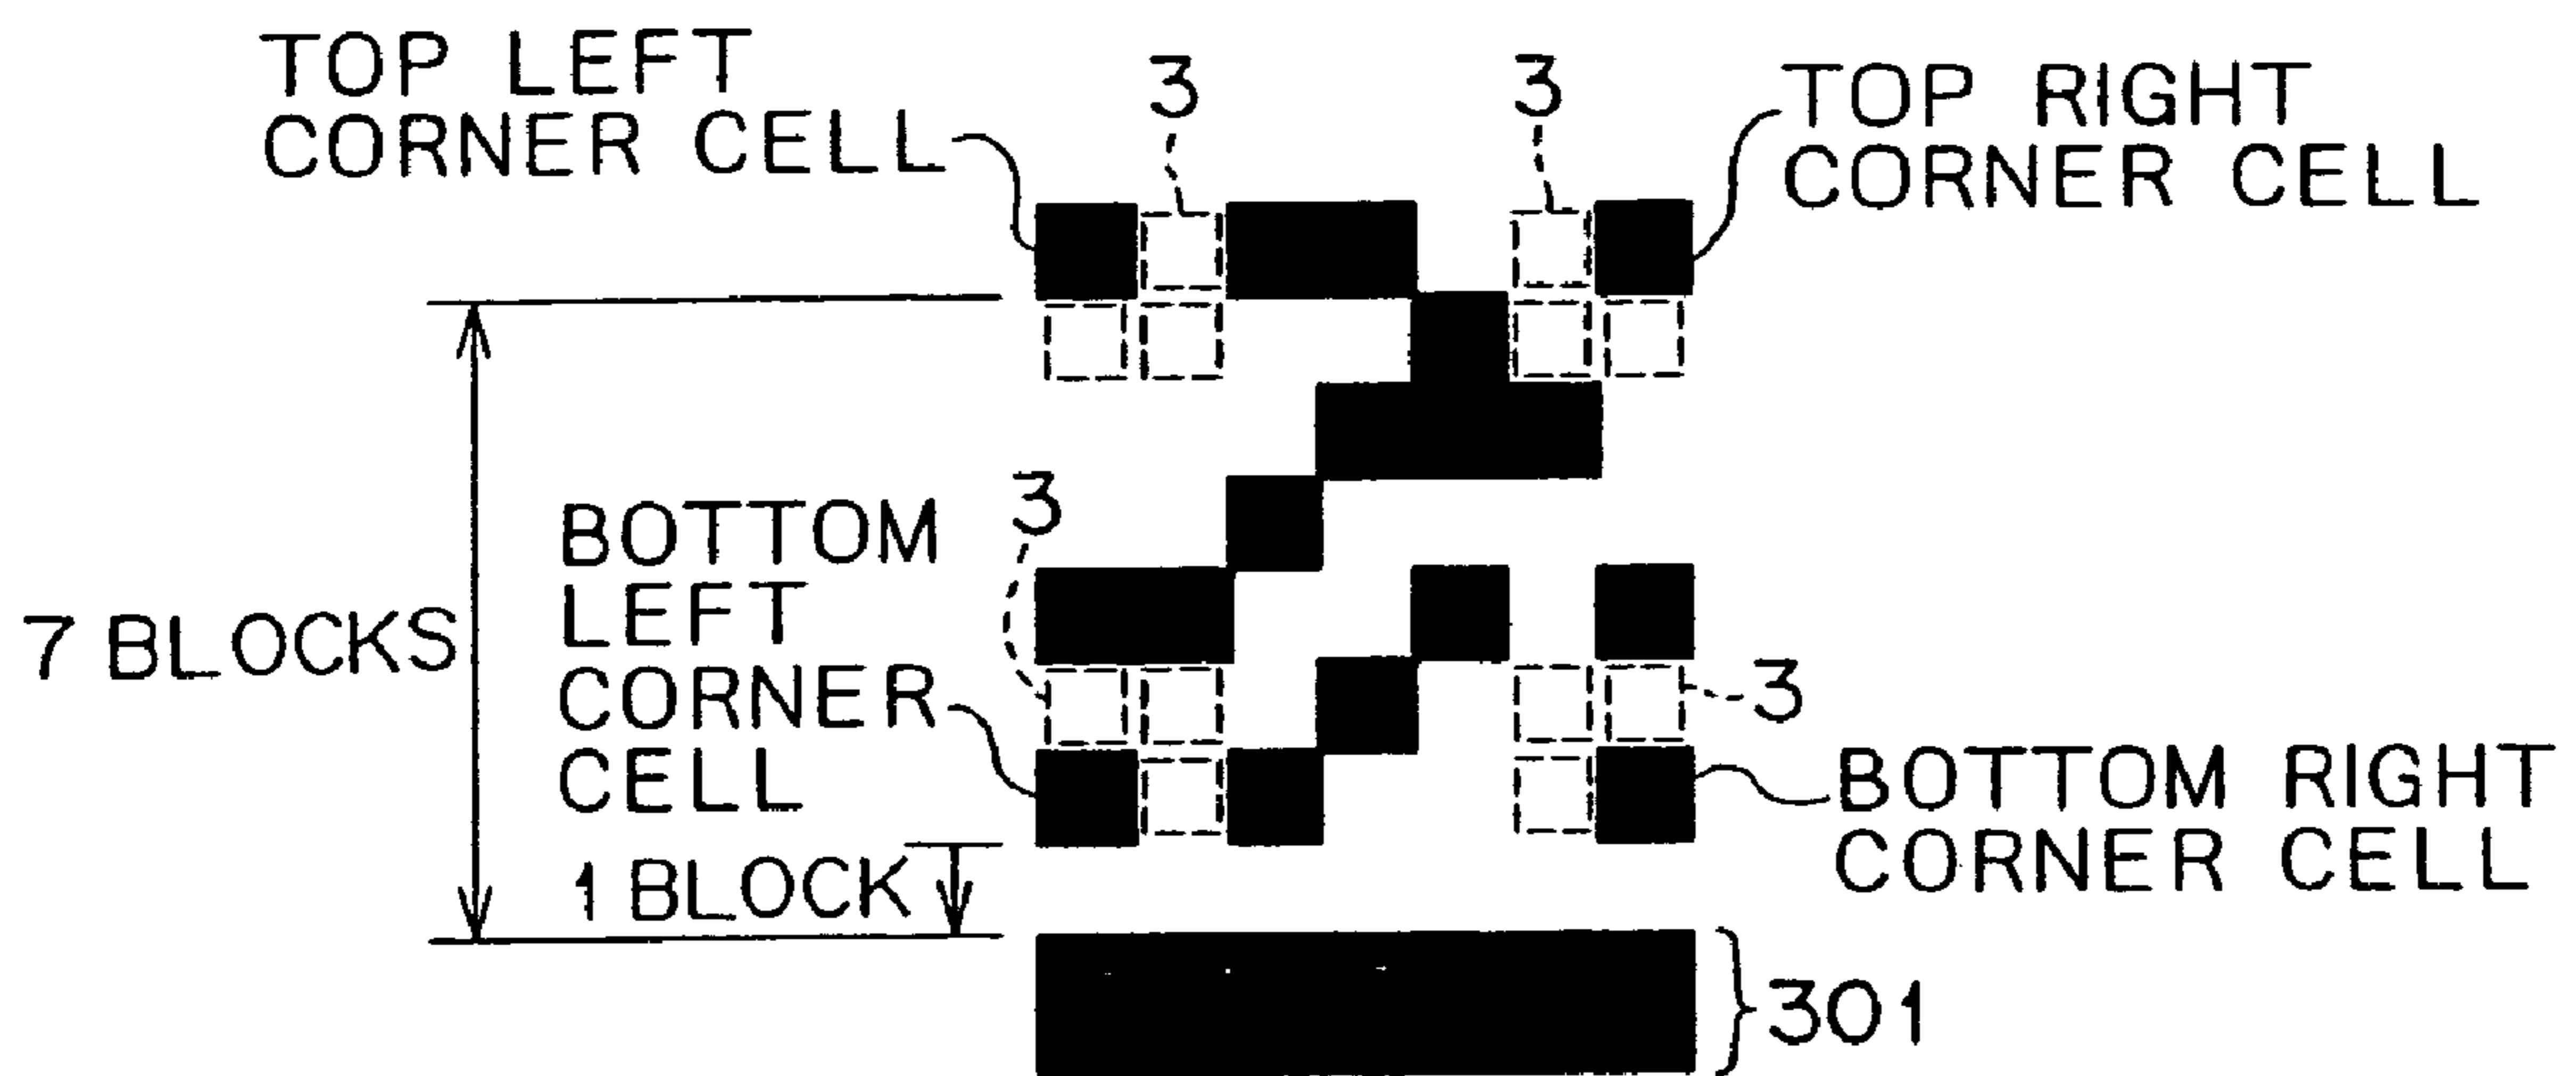 TOP LEFT
CORNER CELL
3
3
TOP RIGHT
CORNER CELL
3
BOTTOM
LEFT
CORNER
CELL
7 BLOCKS
3
BOTTOM RIGHT
CORNER CELL
1 BLOCK
301